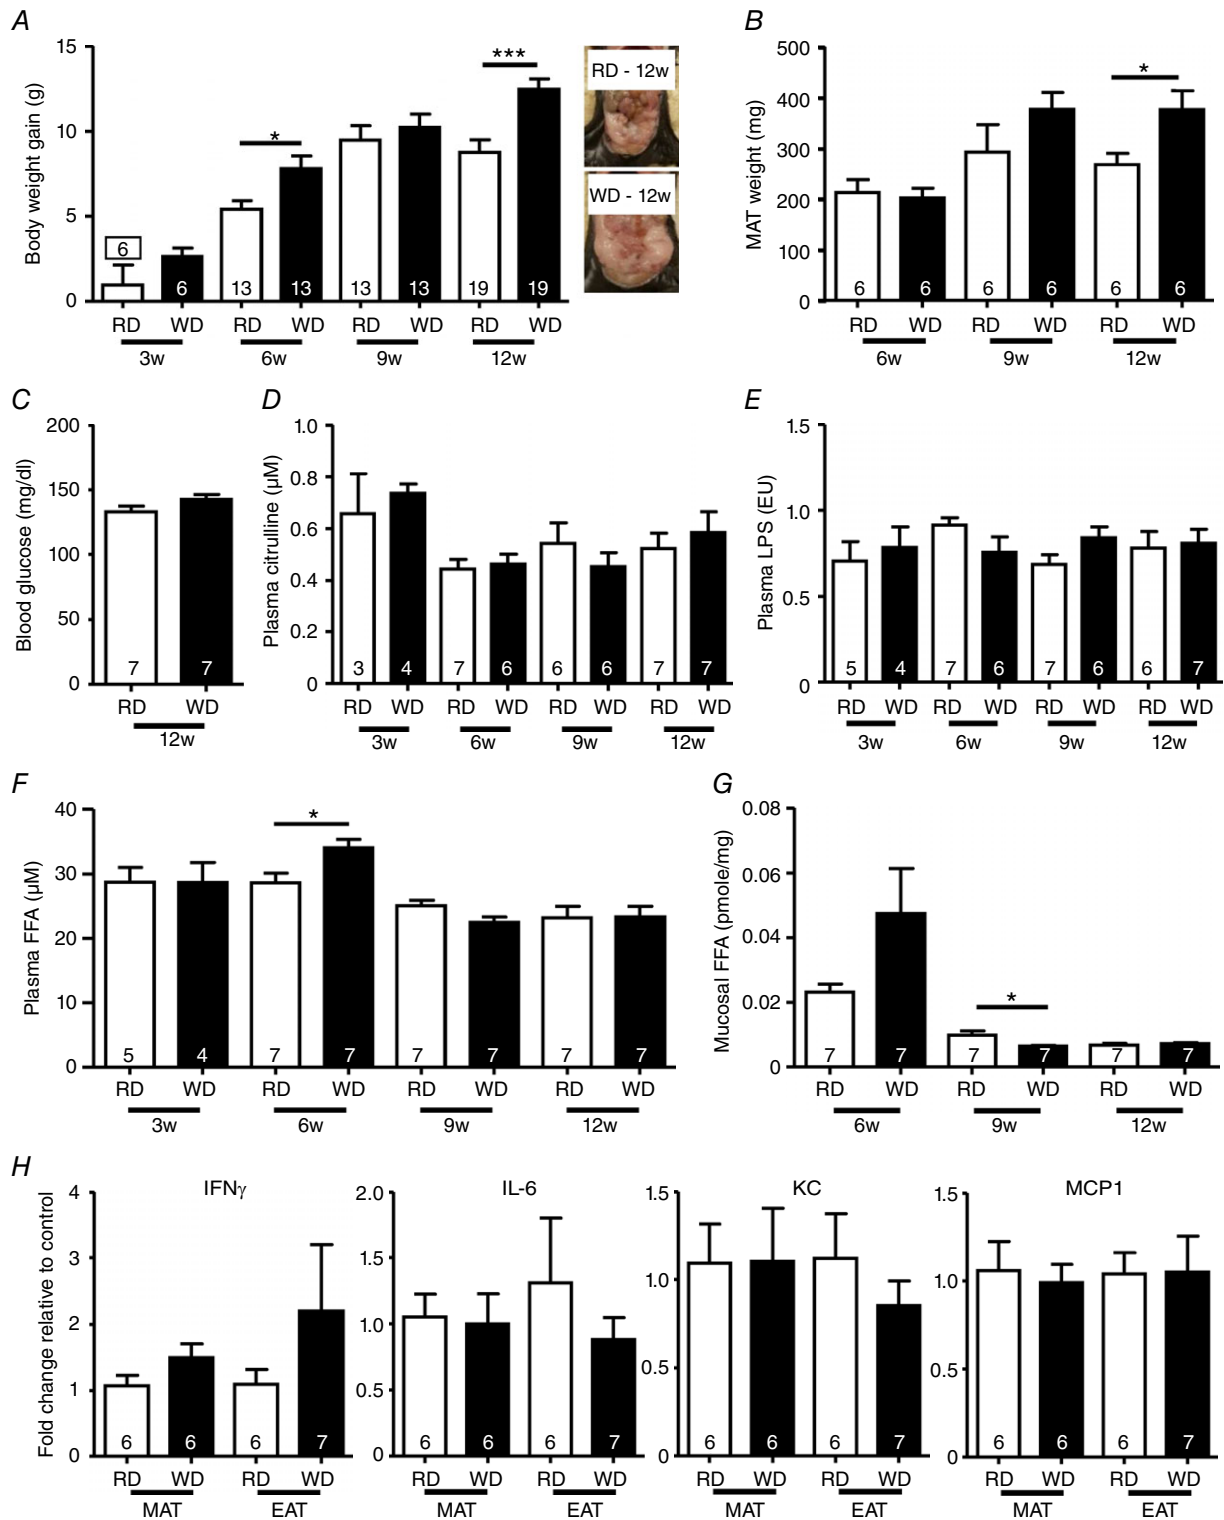 A
Body weight gain (g)
15
10
5
0
*
***
6
6
13
13
13
13
19
19
RD WD RD WD RD WD RD WD
3w 6w 9w 12w
RD - 12w
WD - 12w
B
MAT weight (mg)
500
400
300
200
100
0
*
6 6 6 6 6 6
RD WD RD WD RD WD
6w 9w 12w
C
Blood glucose (mg/dl)
200
150
100
50
0
7 7
RD WD
12w
D
Plasma citrulline (µM)
1.0
0.8
0.6
0.4
0.2
0
3 4 7 6 6 6 7 7
RD WD RD WD RD WD RD WD
3w 6w 9w 12w
E
Plasma LPS (EU)
1.5
1.0
0.5
0
5 4 7 6 7 6 6 7
RD WD RD WD RD WD RD WD
3w 6w 9w 12w
F
Plasma FFA (µM)
40
30
20
10
0
*
5 4 7 7 7 7 7 7
RD WD RD WD RD WD RD WD
3w 6w 9w 12w
G
Mucosal FFA (pmole/mg)
0.08
0.06
0.04
0.02
0
*
7 7 7 7 7 7
RD WD RD WD RD WD
6w 9w 12w
H
Fold change relative to control
IFNγ
4
3
2
1
0
6 6 6 7
RD WD RD WD
MAT EAT
IL-6
2.0
1.5
1.0
0.5
0
6 6 6 7
RD WD RD WD
MAT EAT
KC
1.5
1.0
0.5
0
6 6 6 7
RD WD RD WD
MAT EAT
MCP1
1.5
1.0
0.5
0
6 6 6 7
RD WD RD WD
MAT EAT